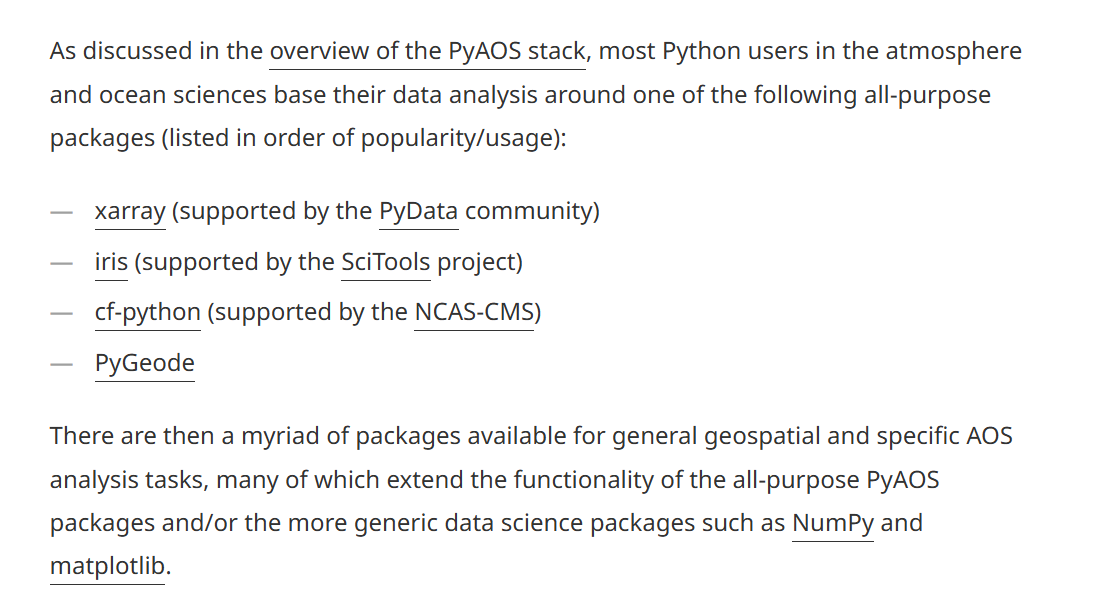 As discussed in the overview of the PyAOS stack, most Python users in the atmosphere
and ocean sciences base their data analysis around one of the following all-purpose
packages (listed in order of popularity/usage):
— xarray (supported by the PyData community)
— iris (supported by the SciTools project)
— cf-python (supported by the NCAS-CMS)
— PyGeode
There are then a myriad of packages available for general geospatial and specific AOS
analysis tasks, many of which extend the functionality of the all-purpose PyAOS
packages and/or the more generic data science packages such as NumPy and
matplotlib.